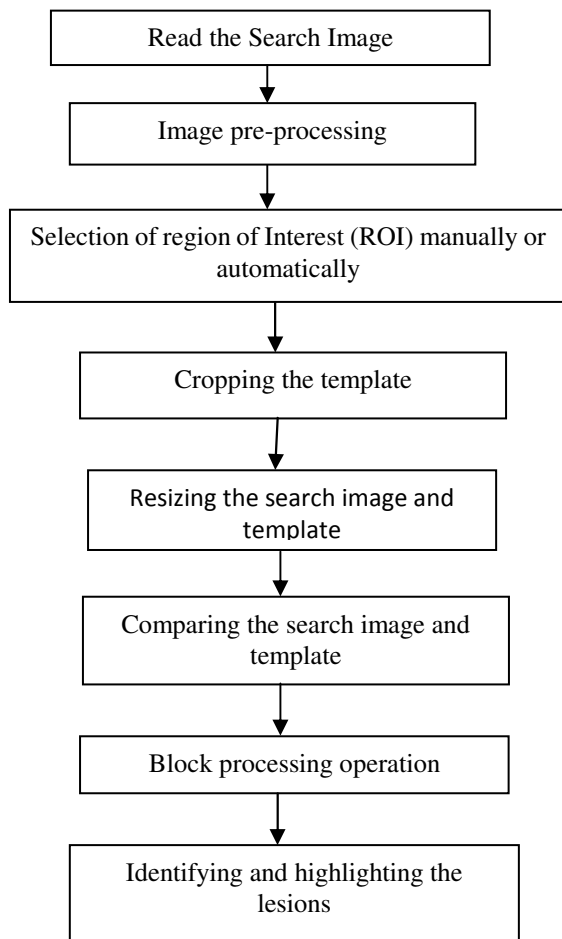 Read the Search Image
Image pre-processing
Selection of region of Interest (ROI) manually or
automatically
Cropping the template
Resizing the search image and
template
Comparing the search image and
template
Block processing operation
Identifying and highlighting the
lesions